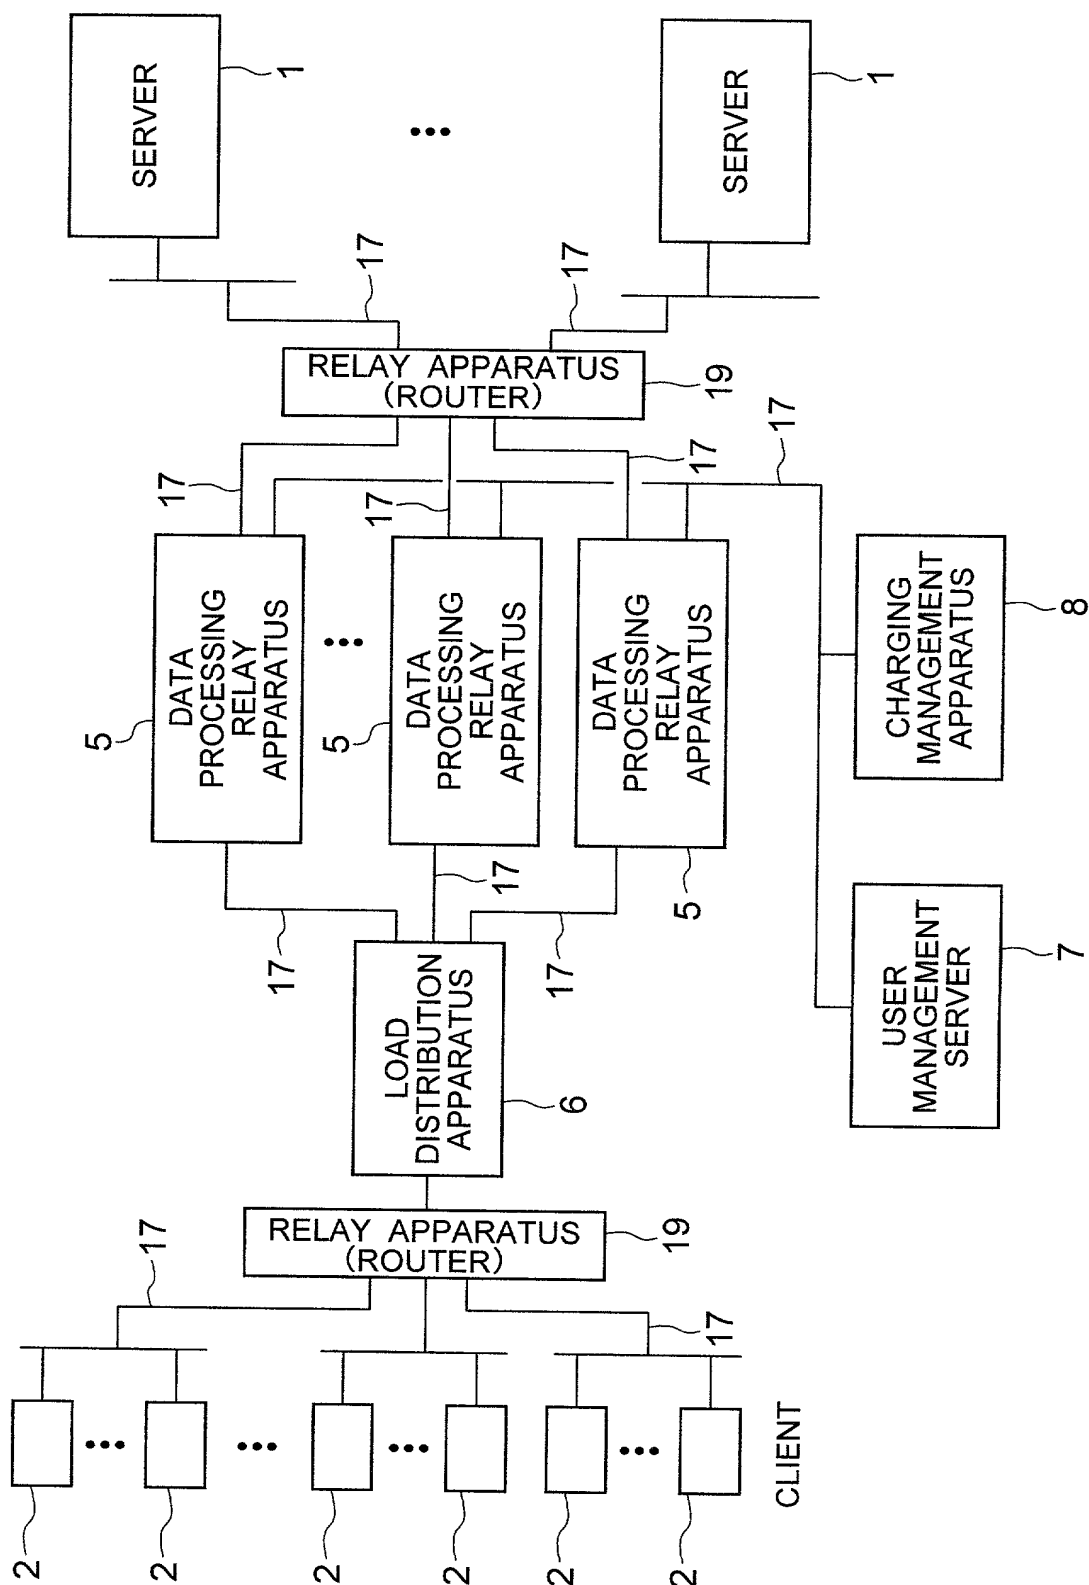 SERVER
1
SERVER
1
17
17
RELAY APPARATUS
(ROUTER)
19
17
17
17
17
DATA
PROCESSING
RELAY
APPARATUS
5
DATA
PROCESSING
RELAY
APPARATUS
5
DATA
PROCESSING
RELAY
APPARATUS
5
CHARGING
MANAGEMENT
APPARATUS
8
17
17
17
LOAD
DISTRIBUTION
APPARATUS
6
USER
MANAGEMENT
SERVER
7
RELAY APPARATUS
(ROUTER)
19
17
17
2
2
2
2
2
2
CLIENT